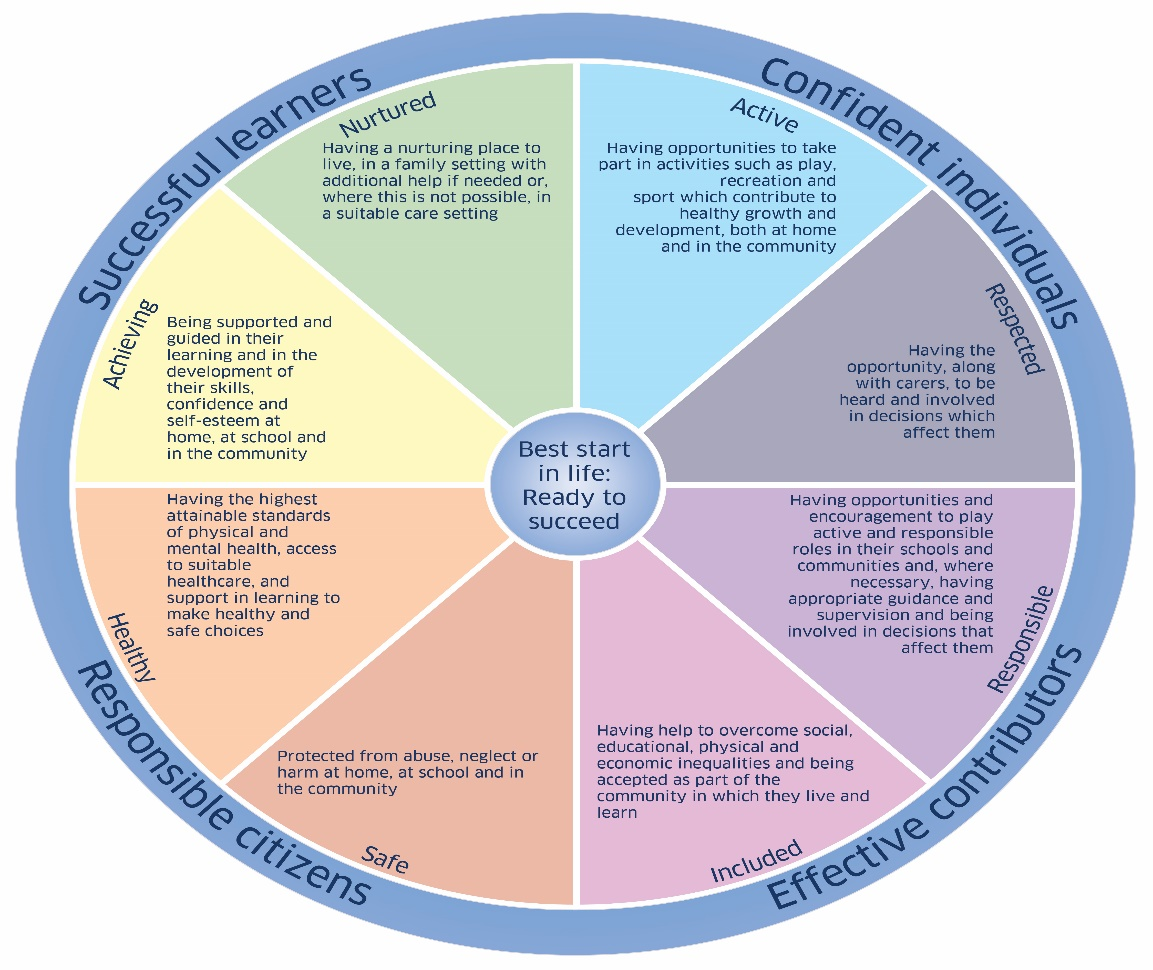 Successful learners
Confident individuals
Nurtured
Having a nurturing place to
live, in a family setting with
additional help if needed or,
where this is not possible, in
a suitable care setting
Active
Having opportunities to take
part in activities such as play,
recreation and
sport which contribute to
healthy growth and
development, both at home
and in the community
Achieving
Being supported and
guided in their
learning and in the
development of
their skills,
confidence and
self-esteem at
home, at school and
in the community
Respected
Having the
opportunity, along
with carers, to be
heard and involved
in decisions which
affect them
Best start
in life:
Ready to
succeed
Having the highest
attainable standards
of physical and
mental health, access
to suitable
healthcare, and
support in learning to
make healthy and
safe choices
Healthy
Having opportunities and
encouragement to play
active and responsible
roles in their schools and
communities and, where
necessary, having
appropriate guidance and
supervision and being
involved in decisions that
affect them
Responsible
Protected from abuse, neglect or
harm at home, at school and in
the community
Safe
Having help to overcome social,
educational, physical and
economic inequalities and being
accepted as part of the
community in which they live and
learn
Included
Responsible citizens
Effective contributors